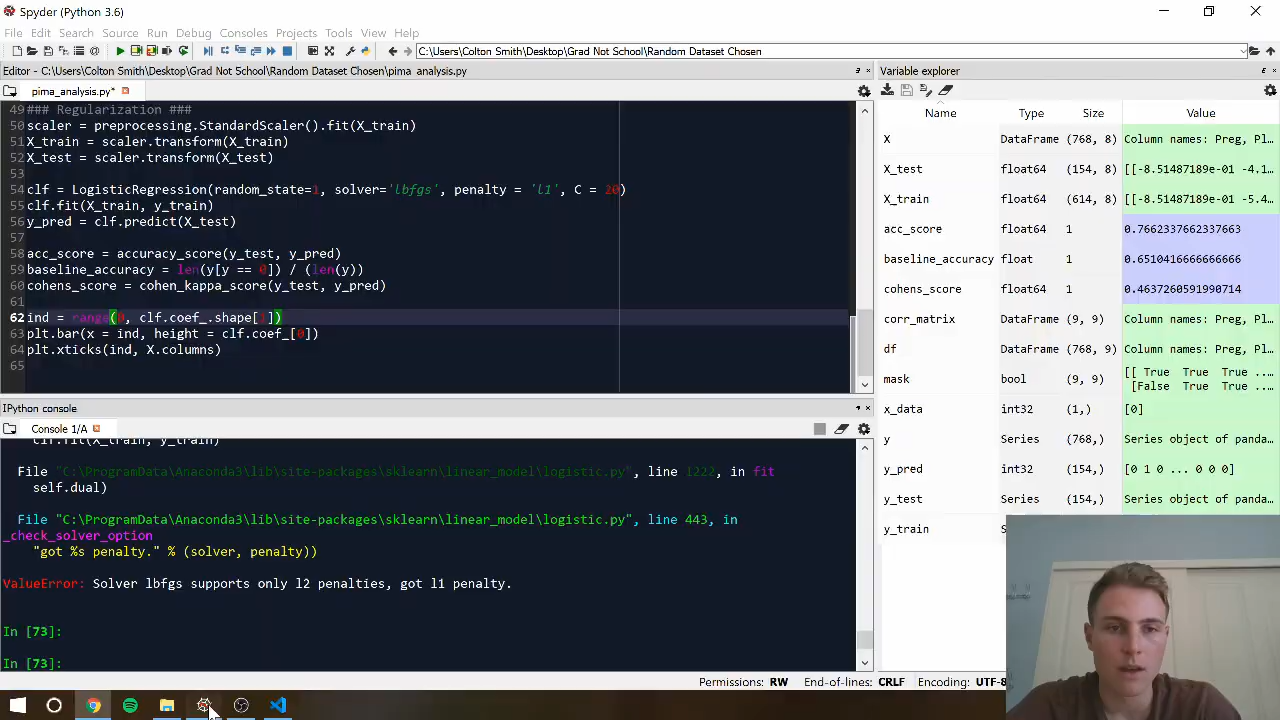 Spyder (Python 3.6)
File Edit Search Source Run Debug Consoles Projects Tools View Help
C:\Users\Colton Smith\Desktop\Grad Not School\Random Dataset Chosen
Editor - C:\Users\Colton Smith\Desktop\Grad Not School\Random Dataset Chosen\pima_analysis.py
pima_analysis.py*
49 ### Regularization ###
50 scaler = preprocessing.StandardScaler().fit(X_train)
51 X_train = scaler.transform(X_train)
52 X_test = scaler.transform(X_test)
53
54 clf = LogisticRegression(random_state=1, solver='lbfgs', penalty = 'l1', C = 20)
55 clf.fit(X_train, y_train)
56 y_pred = clf.predict(X_test)
57
58 acc_score = accuracy_score(y_test, y_pred)
59 baseline_accuracy = len(y[y == 0]) / (len(y))
60 cohens_score = cohen_kappa_score(y_test, y_pred)
61
62 ind = range(0, clf.coef_.shape[1])
63 plt.bar(x = ind, height = clf.coef_[0])
64 plt.xticks(ind, X.columns)
65
IPython console
Console 1/A
clf.fit(X_train, y_train)
File "C:\ProgramData\Anaconda3\lib\site-packages\sklearn\linear_model\logistic.py", line 1222, in fit
self.dual)
File "C:\ProgramData\Anaconda3\lib\site-packages\sklearn\linear_model\logistic.py", line 443, in
_check_solver_option
"got %s penalty." % (solver, penalty))
ValueError: Solver lbfgs supports only l2 penalties, got l1 penalty.
In [73]:
In [73]:
Variable explorer
Name Type Size Value
X DataFrame (768, 8) Column names: Preg, Pl...
X_test float64 (154, 8) [[-8.51487189e-01 -4.1...
X_train float64 (614, 8) [[-8.51487189e-01 -5.4...
acc_score float64 1 0.7662337662337663
baseline_accuracy float 1 0.6510416666666666
cohens_score float64 1 0.4637260591990714
corr_matrix DataFrame (9, 9) Column names: Preg, Pl...
df DataFrame (768, 9) Column names: Preg, Pl...
mask bool (9, 9) [[ True True True ...
[False True True ...
x_data int32 (1,) [0]
y Series (768,) Series object of panda...
y_pred int32 (154,) [0 1 0 ... 0 0 0]
y_test Series (154,) Series object of panda...
y_train S
Permissions: RW End-of-lines: CRLF Encoding: UTF-8